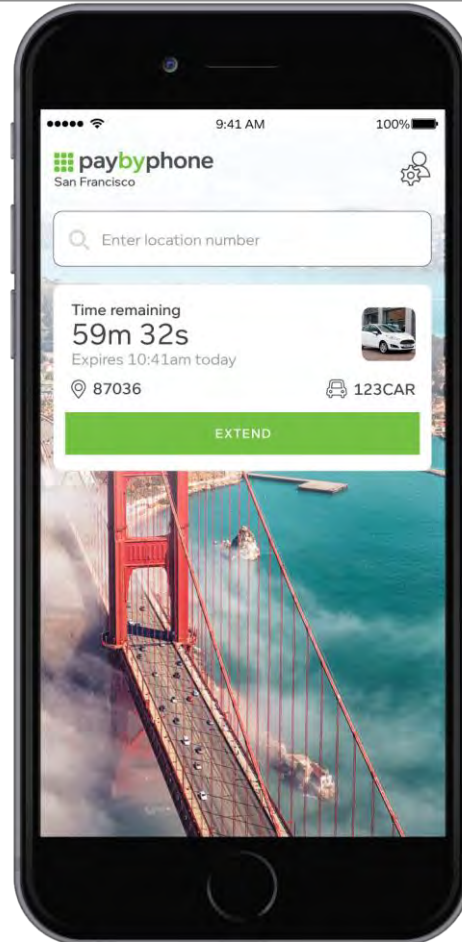 9:41 AM
100%
paybyphone
San Francisco
Enter location number
Time remaining
59m 32s
Expires 10:41am today
87036
123CAR
EXTEND